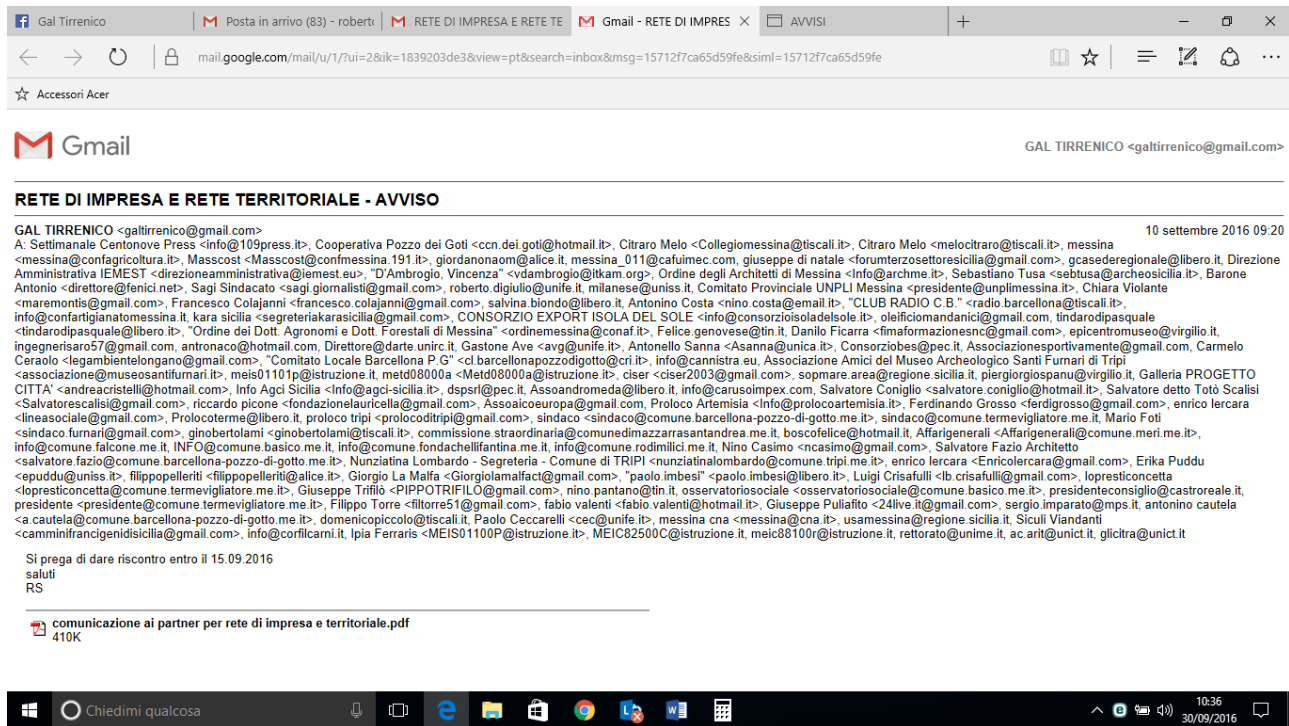 Gal Tirrenico
Posta in arrivo (83) - roberto
RETE DI IMPRESA E RETE TE
Gmail - RETE DI IMPRES
AVVISI
mail.google.com/mail/u/1/?ui=2&ik=1839203de3&view=pt&search=inbox&msg=15712f7ca65d59fe&siml=15712f7ca65d59fe
Accessori Acer
Gmail
GAL TIRRENICO <galtirrenico@gmail.com>
RETE DI IMPRESA E RETE TERRITORIALE - AVVISO
GAL TIRRENICO <galtirrenico@gmail.com> 10 settembre 2016 09:20
A: Settimanale Centonove Press <info@109press.it>, Cooperativa Pozzo dei Goti <ccn.dei.goti@hotmail.it>, Citraro Melo <Collegiomessina@tiscali.it>, Citraro Melo <melocitraro@tiscali.it>, messina
<messina@confagricoltura.it>, Masscost <Masscost@confmessina.191.it>, giordanonaom@alice.it, messina_011@cafuimec.com, giuseppe di natale <forumterzosettoresicilia@gmail.com>, gcasederegionale@libero.it, Direzione
Amministrativa IEMEST <direzioneamministrativa@iemest.eu>, "D'Ambrogio, Vincenza" <vdambrogio@itkam.org>, Ordine degli Architetti di Messina <Info@archme.it>, Sebastiano Tusa <sebtusa@archeosicilia.it>, Barone
Antonio <direttore@fenici.net>, Sagi Sindacato <sagi.giornalisti@gmail.com>, roberto.digiulio@unife.it, milanese@uniss.it, Comitato Provinciale UNPLI Messina <presidente@unplimessina.it>, Chiara Violante
<maremontis@gmail.com>, Francesco Colajanni <francesco.colajanni@gmail.com>, salvina.biondo@libero.it, Antonino Costa <nino.costa@email.it>, "CLUB RADIO C.B." <radio.barcellona@tiscali.it>,
info@confartigianatomessina.it, kara sicilia <segreteriakarasicilia@gmail.com>, CONSORZIO EXPORT ISOLA DEL SOLE <info@consorzioisoladelsole.it>, oleificiomandanici@gmail.com, tindarodipasquale
<tindarodipasquale@libero.it>, "Ordine dei Dott. Agronomi e Dott. Forestali di Messina" <ordinemessina@conaf.it>, Felice.genovese@tin.it, Danilo Ficarra <fimaformazionesnc@gmail.com>, epicentromuseo@virgilio.it,
ingegnerisaro57@gmail.com, antronaco@hotmail.com, Direttore@darte.unirc.it, Gastone Ave <avg@unife.it>, Antonello Sanna <Asanna@unica.it>, Consorziobes@pec.it, Associazionesportivamente@gmail.com, Carmelo
Ceraolo <legambientelongano@gmail.com>, "Comitato Locale Barcellona P.G" <cl.barcellonapozzodigotto@cri.it>, info@cannistra.eu, Associazione Amici del Museo Archeologico Santi Furnari di Tripi
<associazione@museosantifurnari.it>, meis01101p@istruzione.it, metd08000a <Metd08000a@istruzione.it>, ciser <ciser2003@gmail.com>, sopmare.area@regione.sicilia.it, piergiorgiospanu@virgilio.it, Galleria PROGETTO
CITTA' <andreacristelli@hotmail.com>, Info Agci Sicilia <Info@agci-sicilia.it>, dspsrl@pec.it, Assoandromeda@libero.it, info@carusoimpex.com, Salvatore Coniglio <salvatore.coniglio@hotmail.it>, Salvatore detto Totò Scalisi
<Salvatorescalisi@gmail.com>, riccardo picone <fondazionelauricella@gmail.com>, Assoaicoeuropa@gmail.com, Proloco Artemisia <Info@prolocoartemisia.it>, Ferdinando Grosso <ferdigrosso@gmail.com>, enrico lercara
<lineasociale@gmail.com>, Prolocoterme@libero.it, proloco tripi <prolocoditripi@gmail.com>, sindaco <sindaco@comune.barcellona-pozzo-di-gotto.me.it>, sindaco@comune.termevigliatore.me.it, Mario Foti
<sindaco.furnari@gmail.com>, ginobertolami <ginobertolami@tiscali.it>, commissione.straordinaria@comunedimazzarrasantandrea.me.it, boscofelice@hotmail.it, Affarigenerali <Affarigenerali@comune.meri.me.it>,
info@comune.falcone.me.it, INFO@comune.basico.me.it, info@comune.fondachellifantina.me.it, info@comune.rodimilici.me.it, Nino Casimo <ncasimo@gmail.com>, Salvatore Fazio Architetto
<salvatore.fazio@comune.barcellona-pozzo-di-gotto.me.it>, Nunziatina Lombardo - Segreteria - Comune di TRIPI <nunziatinalombardo@comune.tripi.me.it>, enrico lercara <Enricolercara@gmail.com>, Erika Puddu
<epuddu@uniss.it>, filippopelleriti <filippopelleriti@alice.it>, Giorgio La Malfa <Giorgiolamalfact@gmail.com>, "paolo.imbesi" <paolo.imbesi@libero.it>, Luigi Crisafulli <lb.crisafulli@gmail.com>, lopresticoncetta
<lopresticoncetta@comune.termevigliatore.me.it>, Giuseppe Trifilò <PIPPOTRIFILO@gmail.com>, nino.pantano@tin.it, osservatoriosociale <osservatoriosociale@comune.basico.me.it>, presidenteconsiglio@castroreale.it,
presidente <presidente@comune.termevigliatore.me.it>, Filippo Torre <filtorre51@gmail.com>, fabio valenti <fabio.valenti@hotmail.it>, Giuseppe Puliafito <24live.it@gmail.com>, sergio.imparato@mps.it, antonino cautela
<a.cautela@comune.barcellona-pozzo-di-gotto.me.it>, domenicopiccolo@tiscali.it, Paolo Ceccarelli <cec@unife.it>, messina cna <messina@cna.it>, usamessina@regione.sicilia.it, Siculi Viandanti
<camminifrancigenidisicilia@gmail.com>, info@corfilcarni.it, Ipia Ferraris <MEIS01100P@istruzione.it>, MEIC82500C@istruzione.it, meic88100r@istruzione.it, rettorato@unime.it, ac.arit@unict.it, glicitra@unict.it
Si prega di dare riscontro entro il 15.09.2016
saluti
RS
comunicazione ai partner per rete di impresa e territoriale.pdf
410K
Chiedimi qualcosa
10:36
30/09/2016